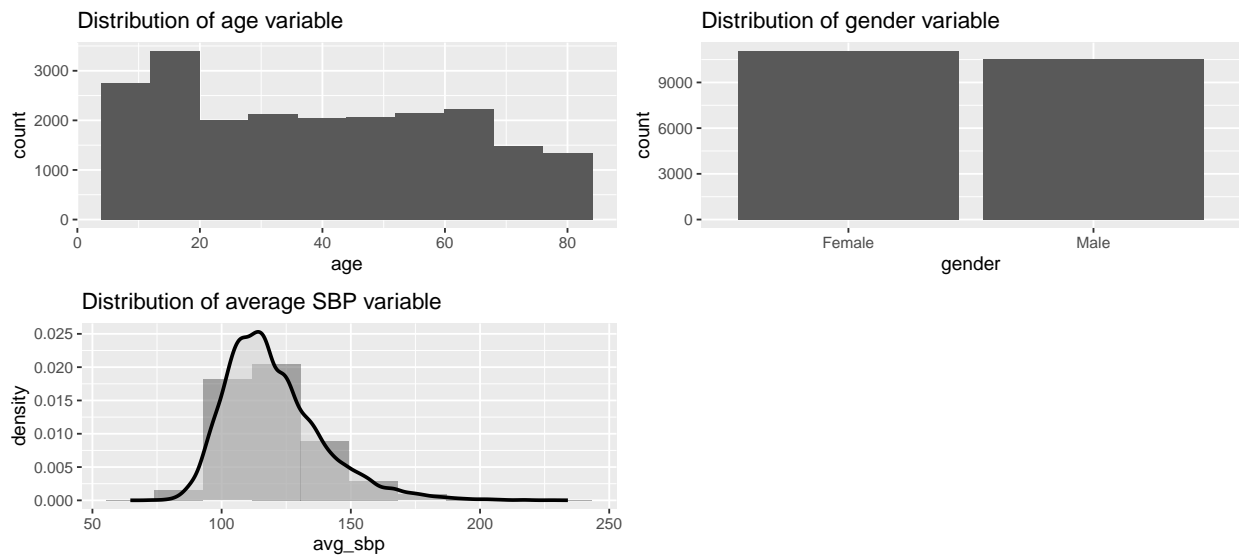 Distribution of age variable
3000
2000
1000
0
count
0 20 40 60 80
age
Distribution of gender variable
9000
6000
3000
0
count
Female Male
gender
Distribution of average SBP variable
0.025
0.020
0.015
0.010
0.005
0.000
density
50 100 150 200 250
avg_sbp